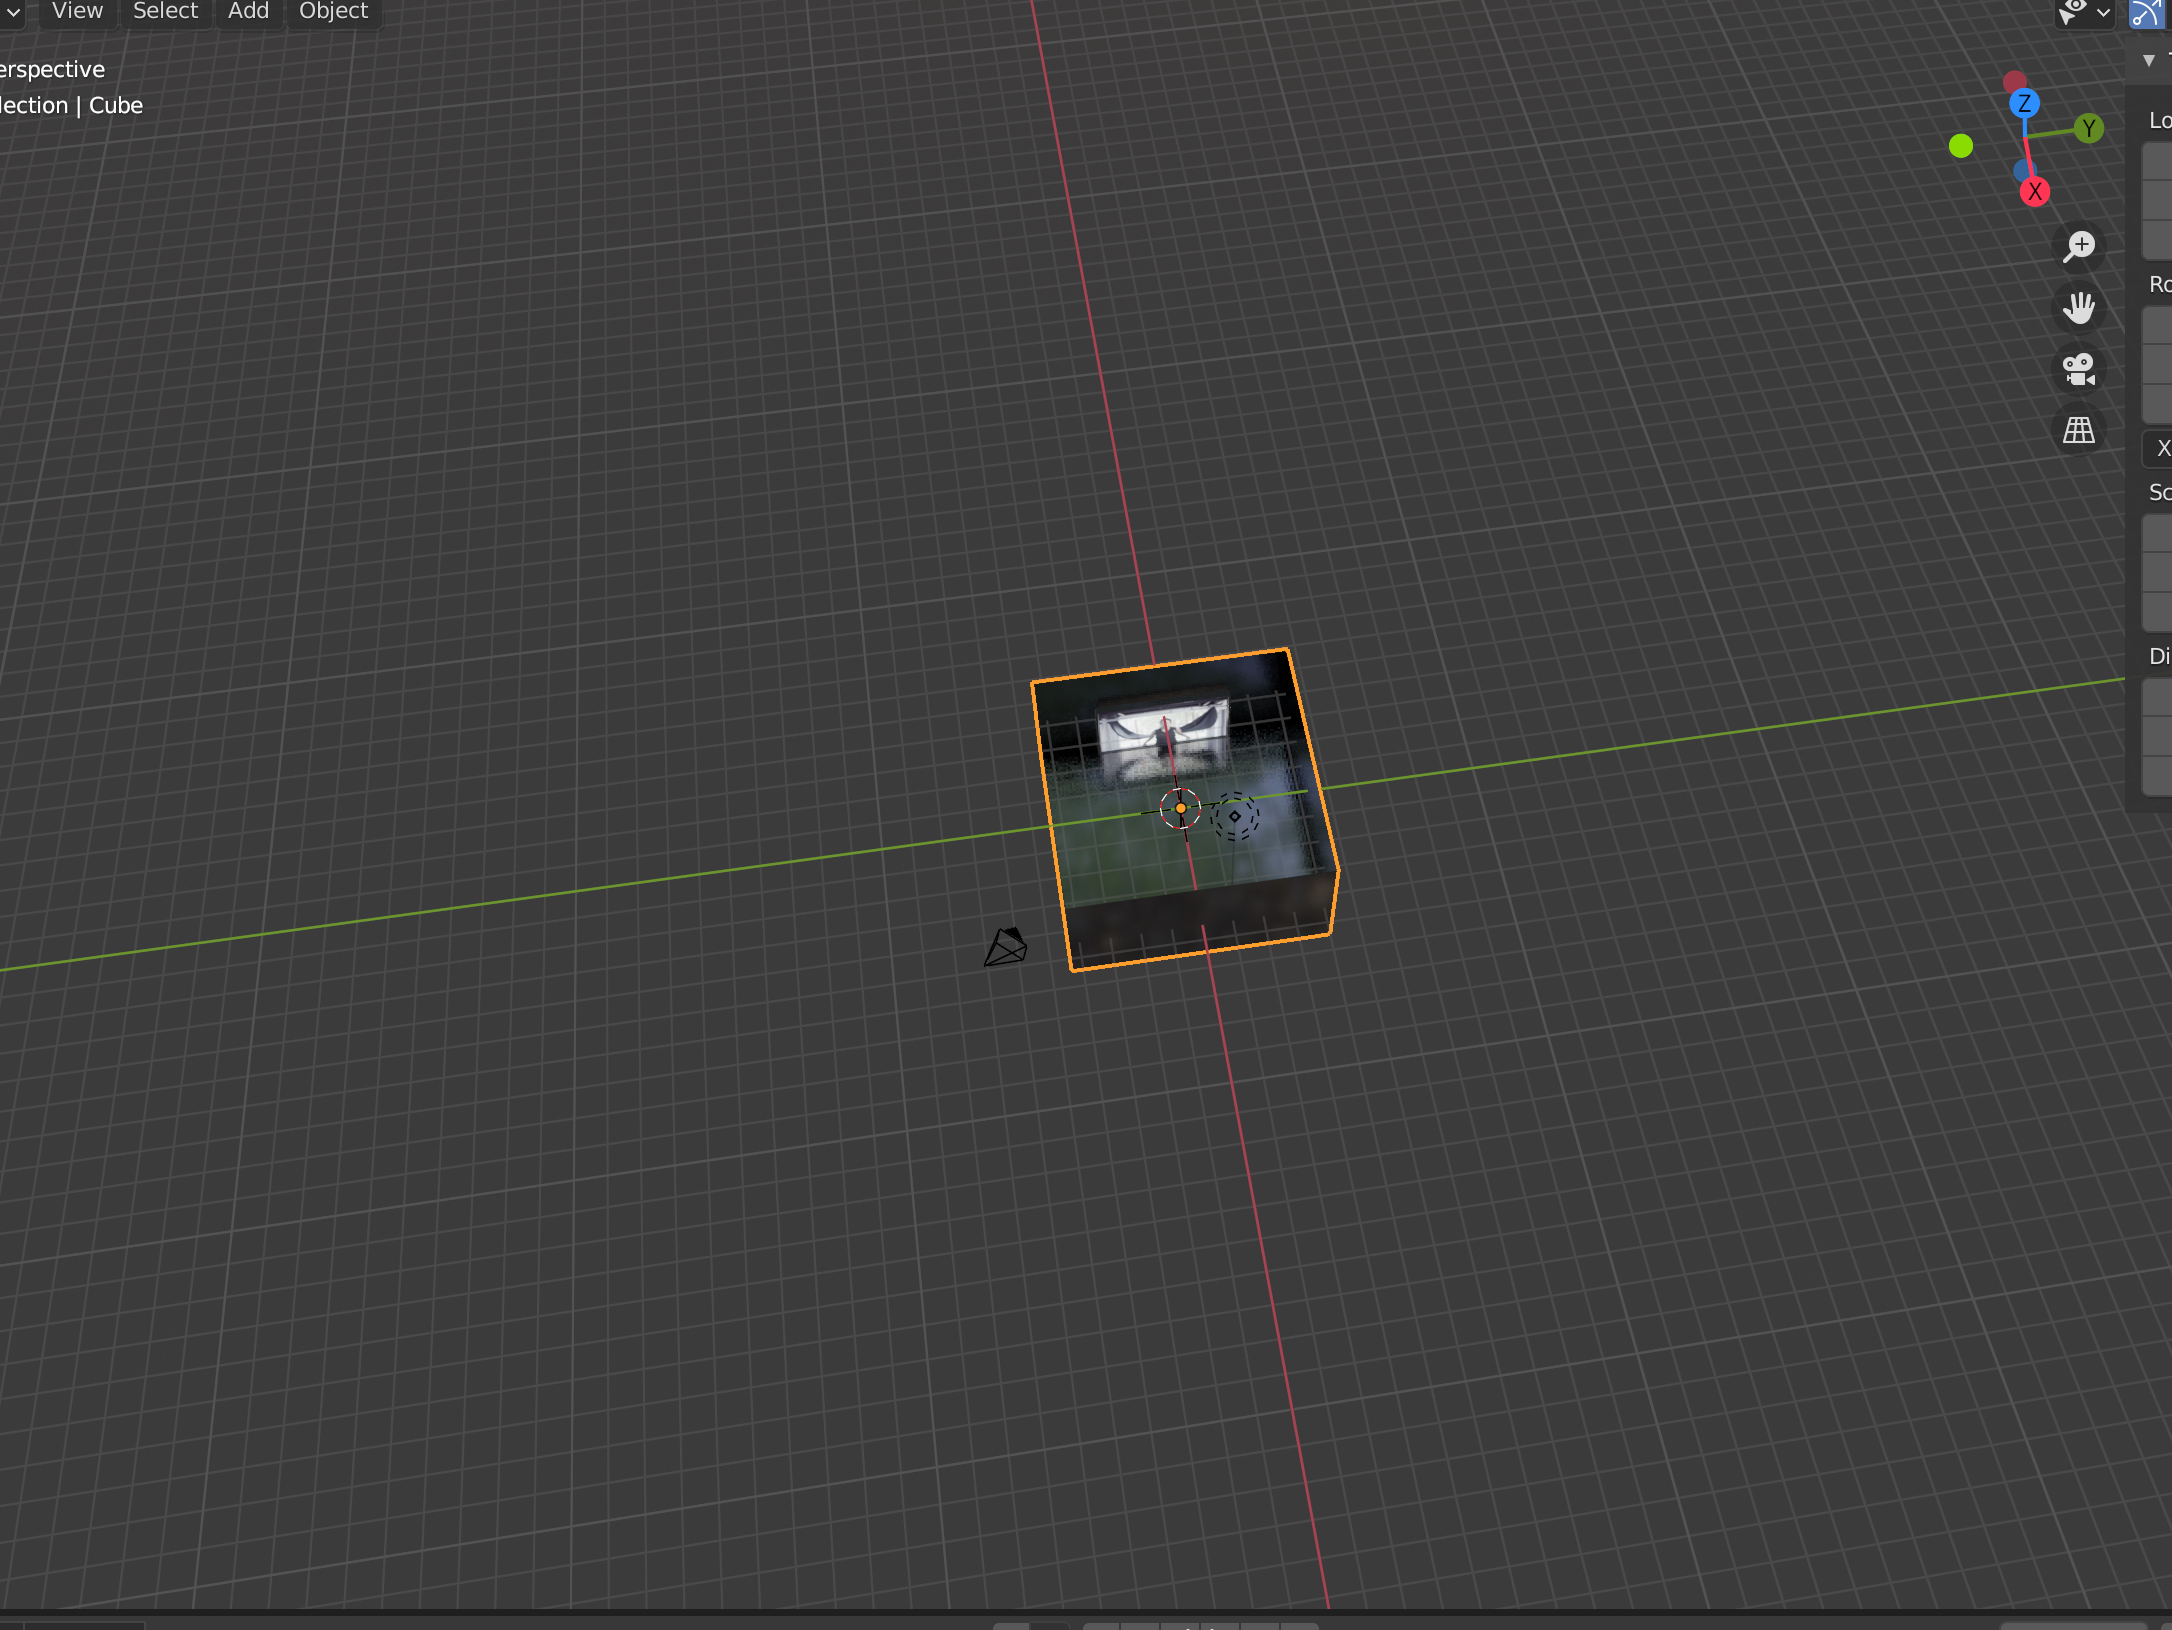 View Select Add Object
erspective
lection | Cube
Z
Y
X
Lo
Ro
X
Sc
Di